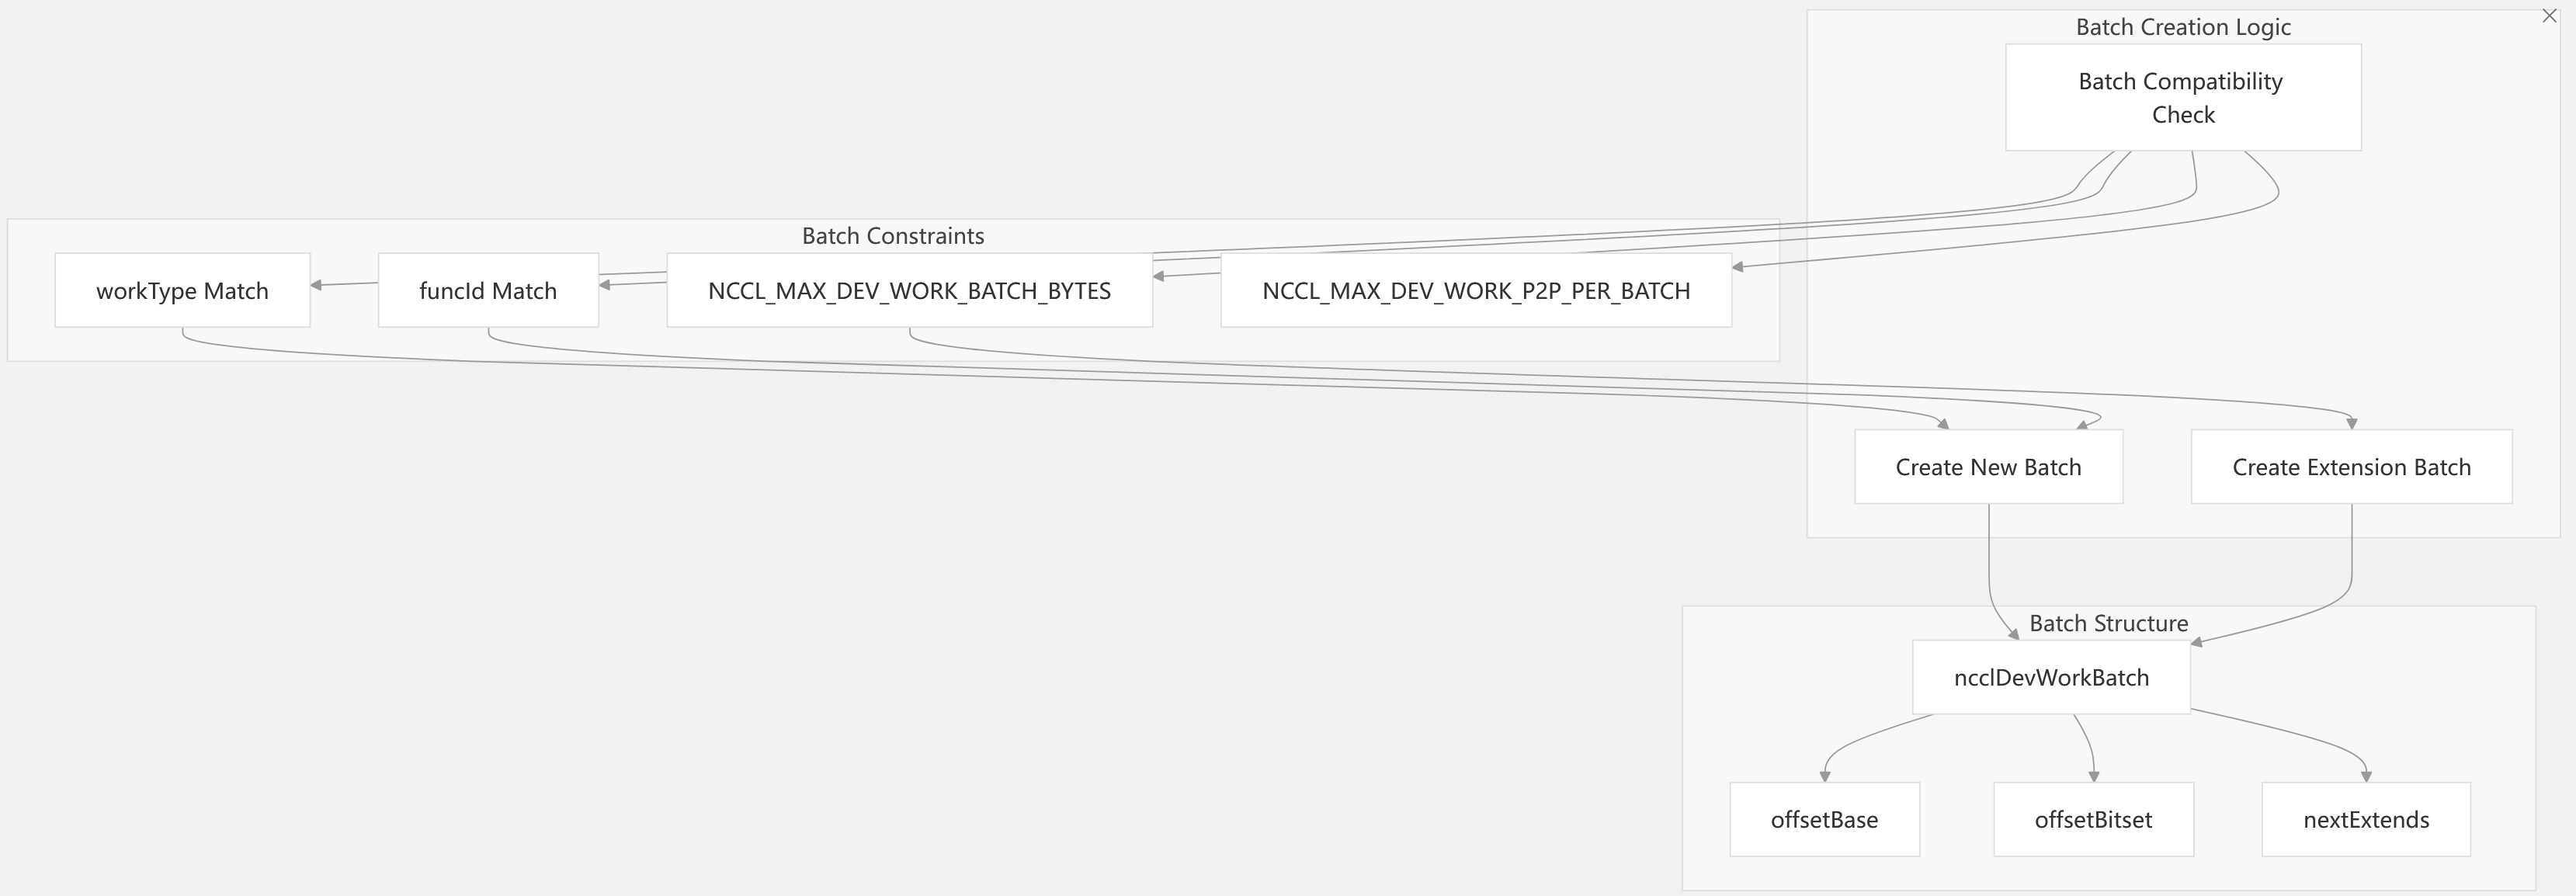 Batch Creation Logic
Batch Compatibility
Check
Batch Constraints
workType Match
funcId Match
NCCL_MAX_DEV_WORK_BATCH_BYTES
NCCL_MAX_DEV_WORK_P2P_PER_BATCH
Create New Batch
Create Extension Batch
Batch Structure
ncclDevWorkBatch
offsetBase
offsetBitset
nextExtends